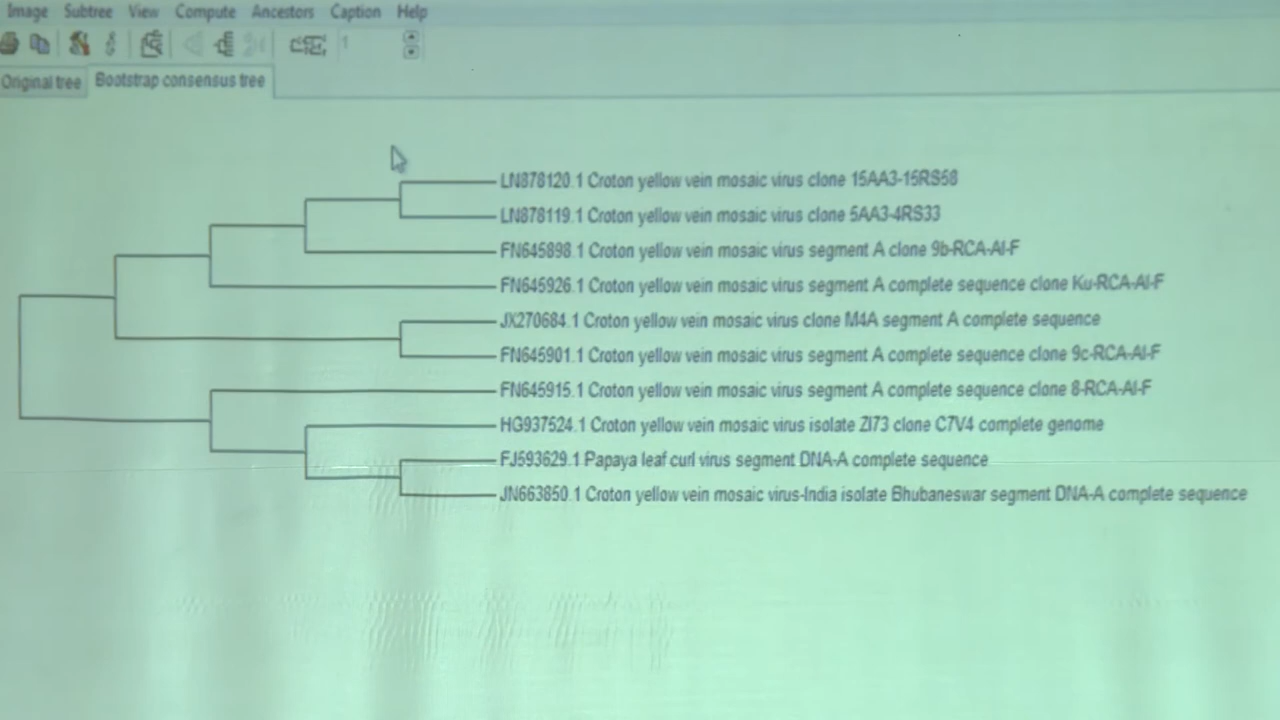 Image Subtree View Compute Ancestors Caption Help
1
Original tree Bootstrap consensus tree
LN878120.1 Croton yellow vein mosaic virus clone 15AA3-15RS58
LN878119.1 Croton yellow vein mosaic virus clone 5AA3-4RS33
FN645898.1 Croton yellow vein mosaic virus segment A clone 9b-RCA-Al-F
FN645926.1 Croton yellow vein mosaic virus segment A complete sequence clone Ku-RCA-Al-F
JX270684.1 Croton yellow vein mosaic virus clone M4A segment A complete sequence
FN645901.1 Croton yellow vein mosaic virus segment A complete sequence clone 9c-RCA-Al-F
FN645915.1 Croton yellow vein mosaic virus segment A complete sequence clone 8-RCA-Al-F
HG937524.1 Croton yellow vein mosaic virus isolate ZI73 clone C7V4 complete genome
FJ593629.1 Papaya leaf curl virus segment DNA-A complete sequence
JN663850.1 Croton yellow vein mosaic virus-India isolate Bhubaneswar segment DNA-A complete sequence